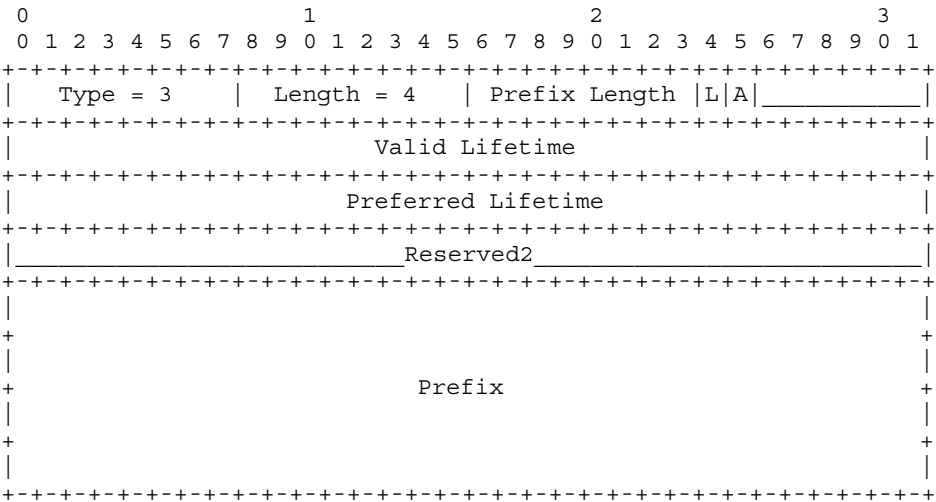 0                   1                   2                   3
 0 1 2 3 4 5 6 7 8 9 0 1 2 3 4 5 6 7 8 9 0 1 2 3 4 5 6 7 8 9 0 1
+-+-+-+-+-+-+-+-+-+-+-+-+-+-+-+-+-+-+-+-+-+-+-+-+-+-+-+-+-+-+-+-+
|   Type = 3    |  Length = 4   | Prefix Length |L|A|___________|
+-+-+-+-+-+-+-+-+-+-+-+-+-+-+-+-+-+-+-+-+-+-+-+-+-+-+-+-+-+-+-+-+
|                         Valid Lifetime                        |
+-+-+-+-+-+-+-+-+-+-+-+-+-+-+-+-+-+-+-+-+-+-+-+-+-+-+-+-+-+-+-+-+
|                       Preferred Lifetime                      |
+-+-+-+-+-+-+-+-+-+-+-+-+-+-+-+-+-+-+-+-+-+-+-+-+-+-+-+-+-+-+-+-+
|___________________________Reserved2___________________________|
+-+-+-+-+-+-+-+-+-+-+-+-+-+-+-+-+-+-+-+-+-+-+-+-+-+-+-+-+-+-+-+-+
|                                                               |
+                                                               +
|                                                               |
+                            Prefix                             +
|                                                               |
+                                                               +
|                                                               |
+-+-+-+-+-+-+-+-+-+-+-+-+-+-+-+-+-+-+-+-+-+-+-+-+-+-+-+-+-+-+-+-+